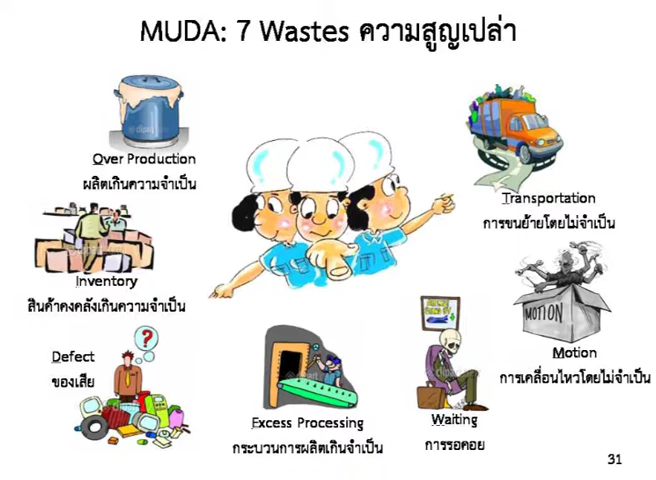 MUDA: 7 Wastes ความสูญเปล่า
Over Production
ผลิตเกินความจำเป็น
Transportation
การขนย้ายโดยไม่จำเป็น
Inventory
สินค้าคงคลังเกินความจำเป็น
MOTION
Motion
การเคลื่อนไหวโดยไม่จำเป็น
Defect
ของเสีย
?
Excess Processing
กระบวนการผลิตเกินจำเป็น
Waiting
การรอคอย
31